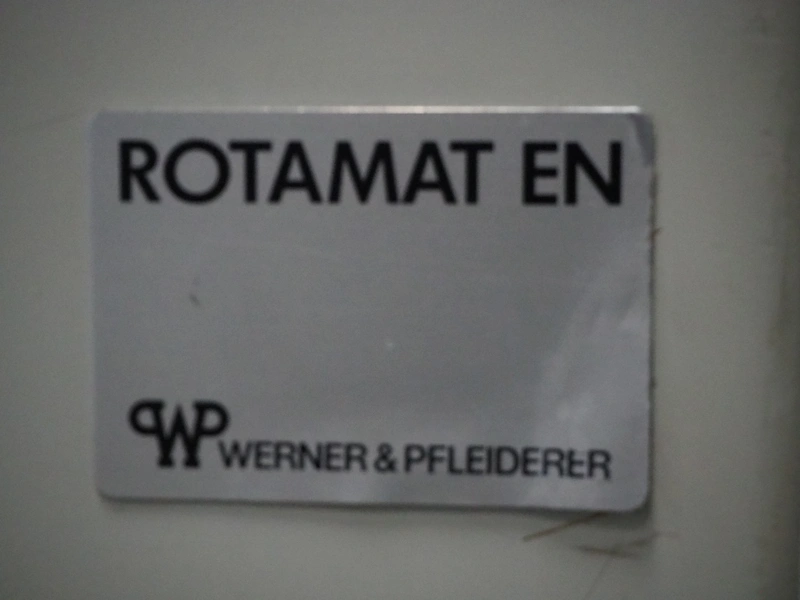 ROTAMAT EN
WP WERNER & PFLEIDERER